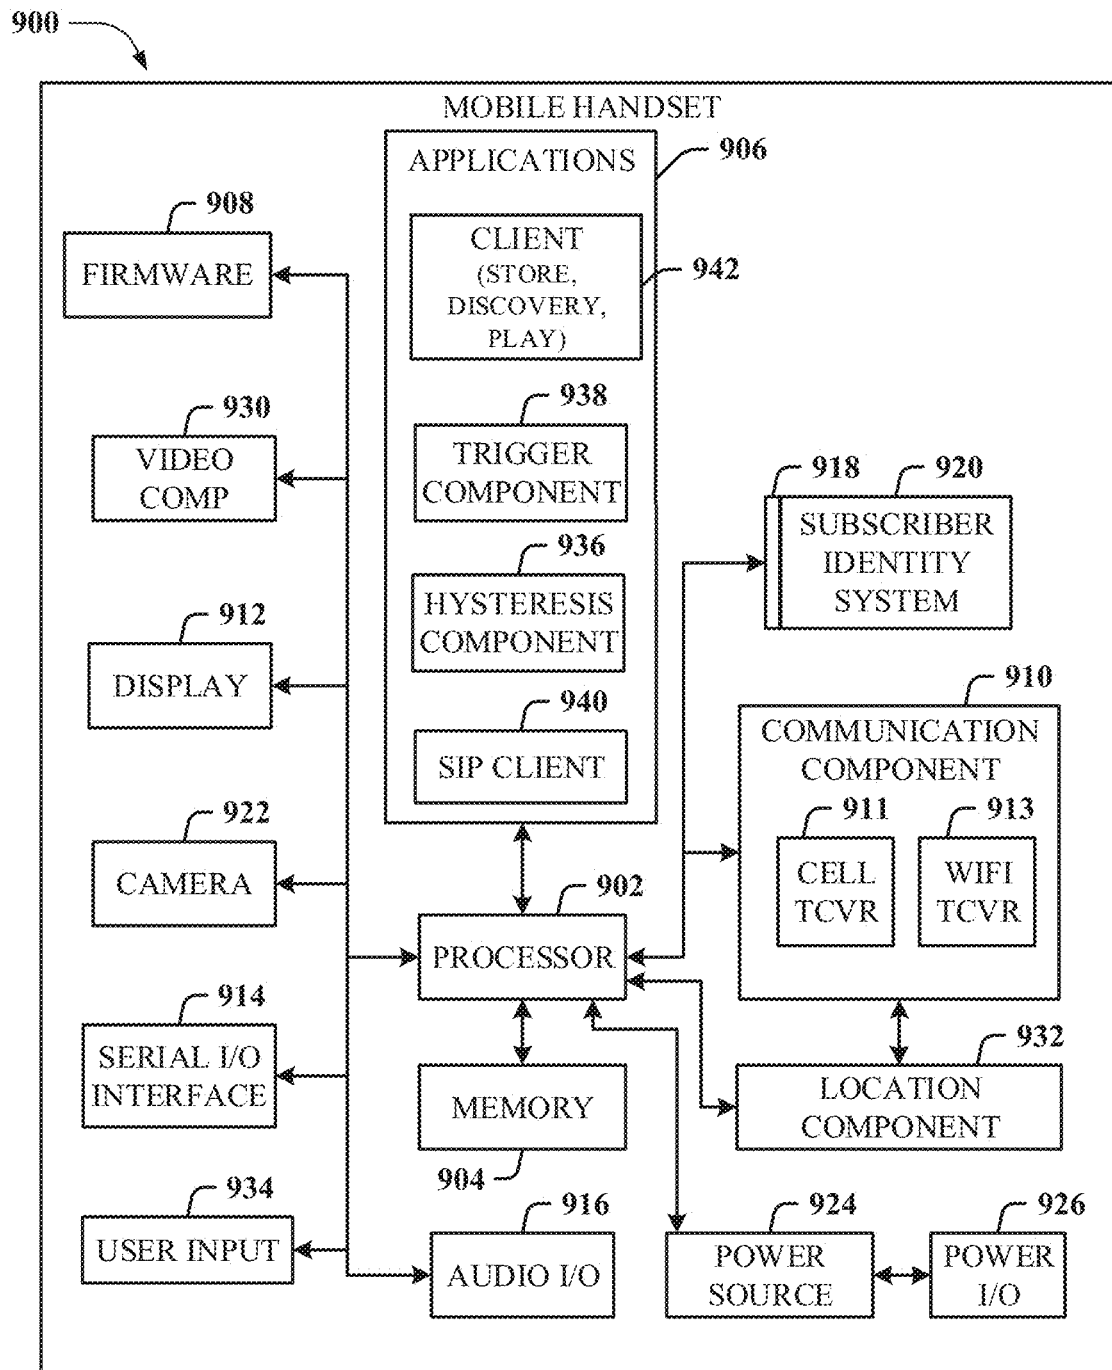 900
MOBILE HANDSET
APPLICATIONS
906
908
FIRMWARE
CLIENT
(STORE,
DISCOVERY,
PLAY)
942
930
VIDEO
COMP
938
TRIGGER
COMPONENT
918
920
SUBSCRIBER
IDENTITY
SYSTEM
936
HYSTERESIS
COMPONENT
912
DISPLAY
940
SIP CLIENT
910
COMMUNICATION
COMPONENT
911
CELL
TCVR
913
WIFI
TCVR
922
CAMERA
902
PROCESSOR
914
SERIAL I/O
INTERFACE
MEMORY
904
932
LOCATION
COMPONENT
934
USER INPUT
916
AUDIO I/O
924
POWER
SOURCE
926
POWER
I/O